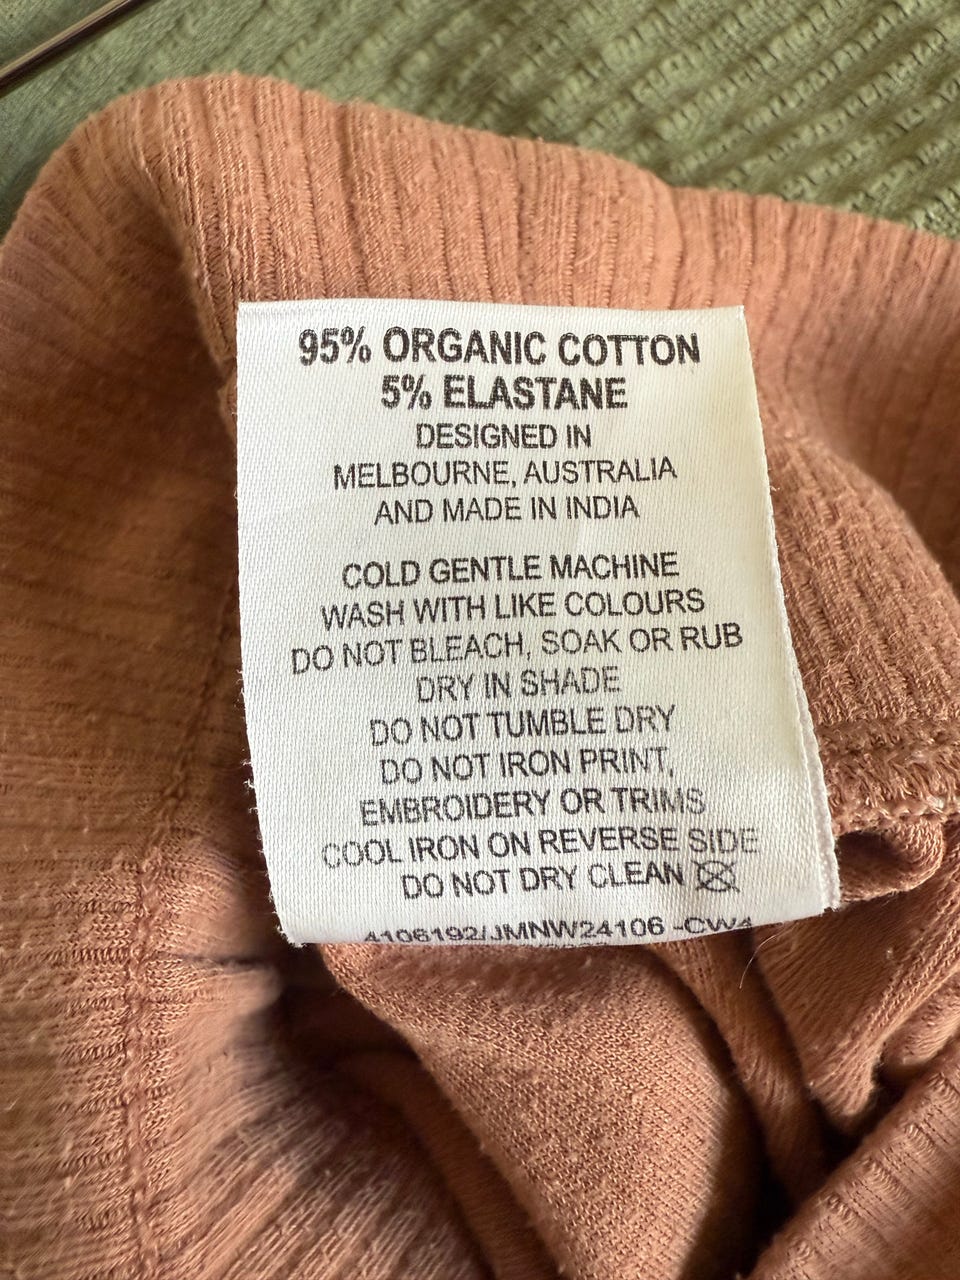 95% ORGANIC COTTON
5% ELASTANE
DESIGNED IN
MELBOURNE, AUSTRALIA
AND MADE IN INDIA
COLD GENTLE MACHINE
WASH WITH LIKE COLOURS
DO NOT BLEACH, SOAK OR RUB
DRY IN SHADE
DO NOT TUMBLE DRY
DO NOT IRON PRINT,
EMBROIDERY OR TRIMS
COOL IRON ON REVERSE SIDE
DO NOT DRY CLEAN
4106192/JMNW24106 -CW4